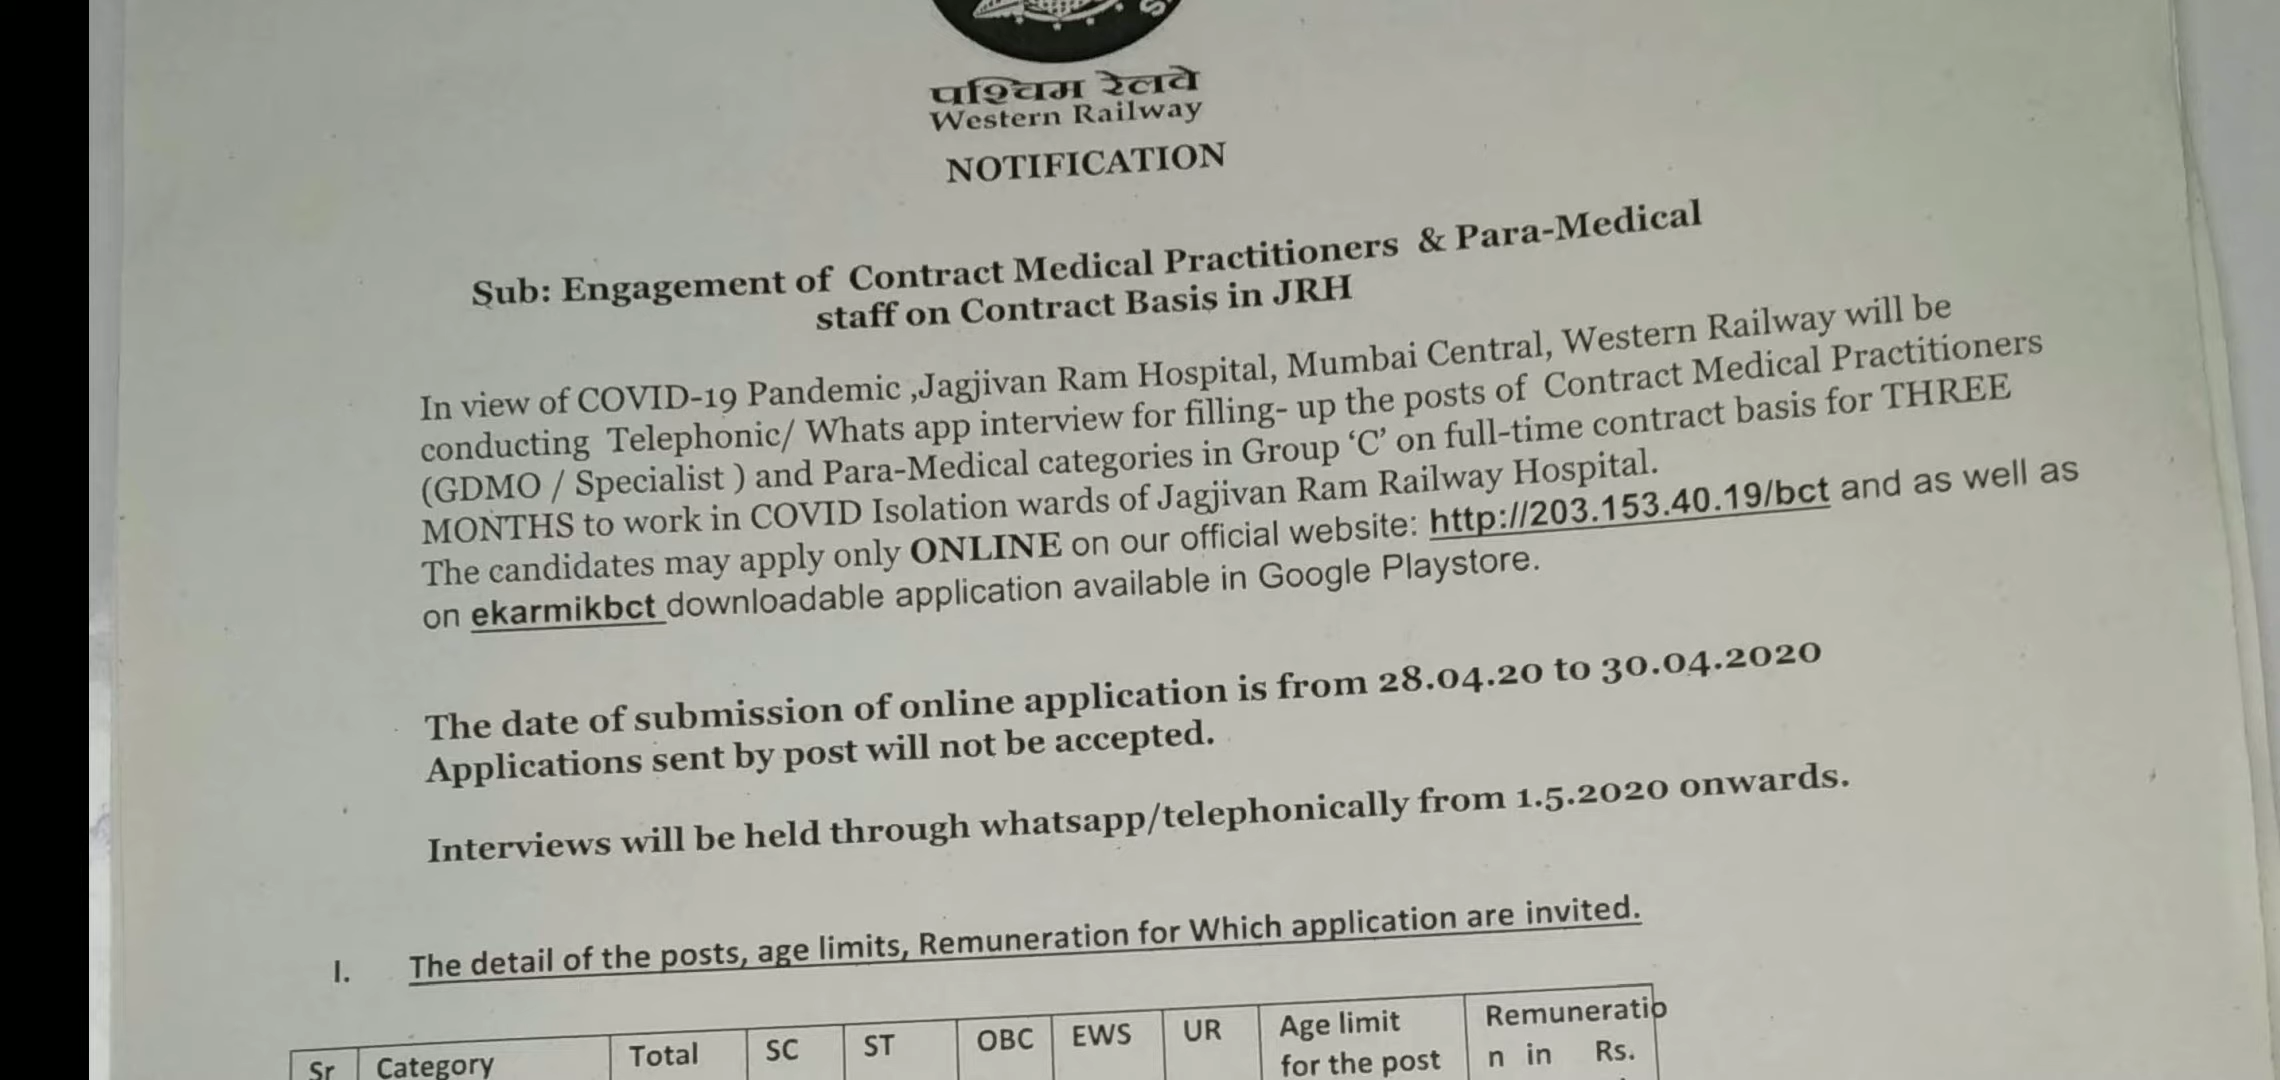 पश्चिम रेलवे
Western Railway
NOTIFICATION
Sub: Engagement of Contract Medical Practitioners & Para-Medical
staff on Contract Basis in JRH
In view of COVID-19 Pandemic ,Jagjivan Ram Hospital, Mumbai Central, Western Railway will be
conducting Telephonic/ Whats app interview for filling- up the posts of Contract Medical Practitioners
(GDMO / Specialist ) and Para-Medical categories in Group ‘C’ on full-time contract basis for THREE
MONTHS to work in COVID Isolation wards of Jagjivan Ram Railway Hospital.
The candidates may apply only ONLINE on our official website: http://203.153.40.19/bct and as well as
on ekarmikbct downloadable application available in Google Playstore.
The date of submission of online application is from 28.04.20 to 30.04.2020
Applications sent by post will not be accepted.
Interviews will be held through whatsapp/telephonically from 1.5.2020 onwards.
I. The detail of the posts, age limits, Remuneration for Which application are invited.
Sr Category Total SC ST OBC EWS UR Age limit Remuneratio
for the post n in Rs.